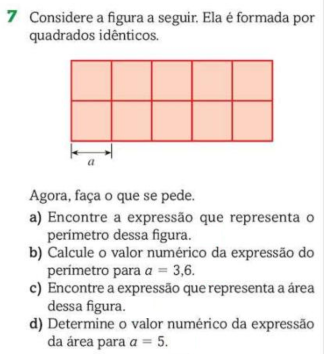 7 Considere a figura a seguir. Ela é formada por
quadrados idênticos.
a
Agora, faça o que se pede.
a) Encontre a expressão que representa o
perímetro dessa figura.
b) Calcule o valor numérico da expressão do
perímetro para a = 3,6.
c) Encontre a expressão que representa a área
dessa figura.
d) Determine o valor numérico da expressão
da área para a = 5.